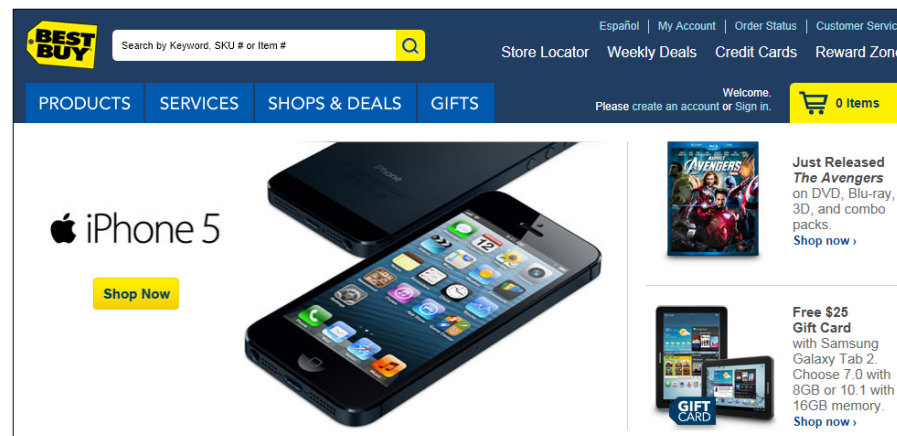 BEST
BUY
Search by Keyword, SKU # or Item #
Español | My Account | Order Status | Customer Servic
Store Locator Weekly Deals Credit Cards Reward Zon
PRODUCTS SERVICES SHOPS & DEALS GIFTS
Welcome.
Please create an account or Sign in.
0 Items
iPhone 5
Shop Now
iPhone
12
MARVEL
AVENGERS
Just Released
The Avengers
on DVD, Blu-ray,
3D, and combo
packs.
Shop now ›
GIFT
CARD
Free $25
Gift Card
with Samsung
Galaxy Tab 2.
Choose 7.0 with
8GB or 10.1 with
16GB memory.
Shop now ›